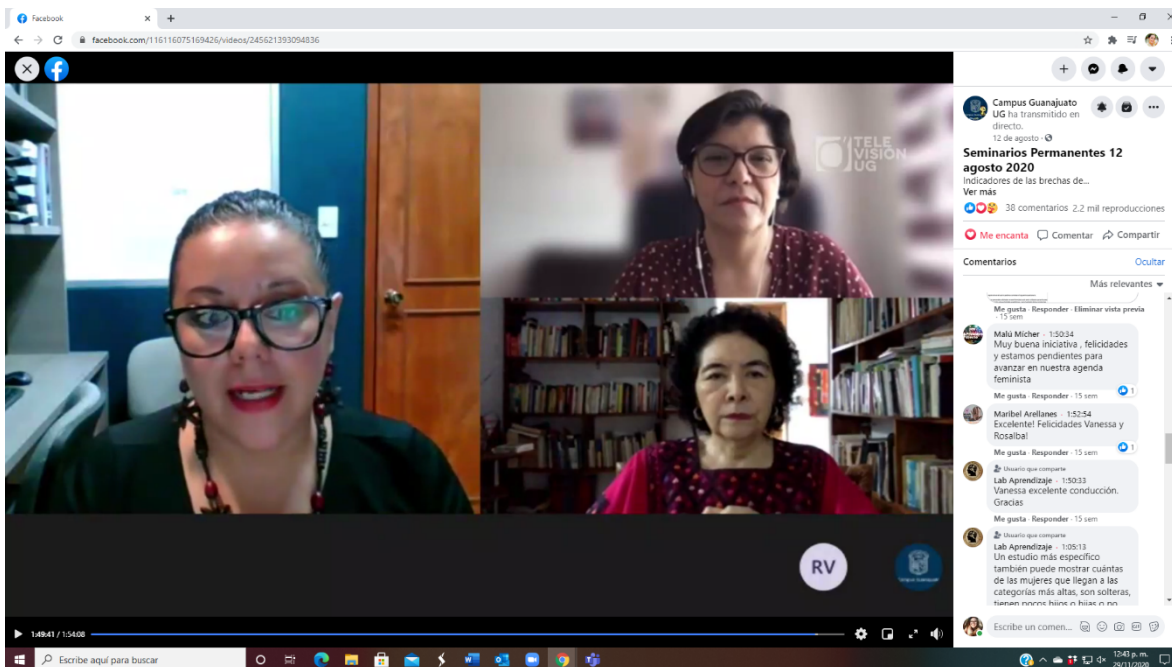 Facebook
facebook.com/116116075169426/videos/245621393094836
TELE
VISIÓN
UG
RV
1:49:41 / 1:54:08
Campus Guanajuato
UG ha transmitido en
directo.
12 de agosto
Seminarios Permanentes 12
agosto 2020
Indicadores de las brechas de...
Ver más
38 comentarios 2.2 mil reproducciones
Me encanta Comentar Compartir
Comentarios Ocultar
Más relevantes
Me gusta · Responder · Eliminar vista previa
· 15 sem
Malú Mícher · 1:50:34
Muy buena iniciativa , felicidades
y estamos pendientes para
avanzar en nuestra agenda
feminista
1
Me gusta · Responder · 15 sem
Maribel Arellanes · 1:52:54
Excelente! Felicidades Vanessa y
Rosalba!
1
Me gusta · Responder · 15 sem
Usuario que comparte
Lab Aprendizaje · 1:50:33
Vanessa excelente conducción.
Gracias
Me gusta · Responder · 15 sem
Usuario que comparte
Lab Aprendizaje · 1:05:13
Un estudio más específico
también puede mostrar cuántas
de las mujeres que llegan a las
categorías más altas, son solteras,
tienen pocos hijos o hijas o no
Escribe un comen...
Escribe aquí para buscar
12:43 p. m.
29/11/2020